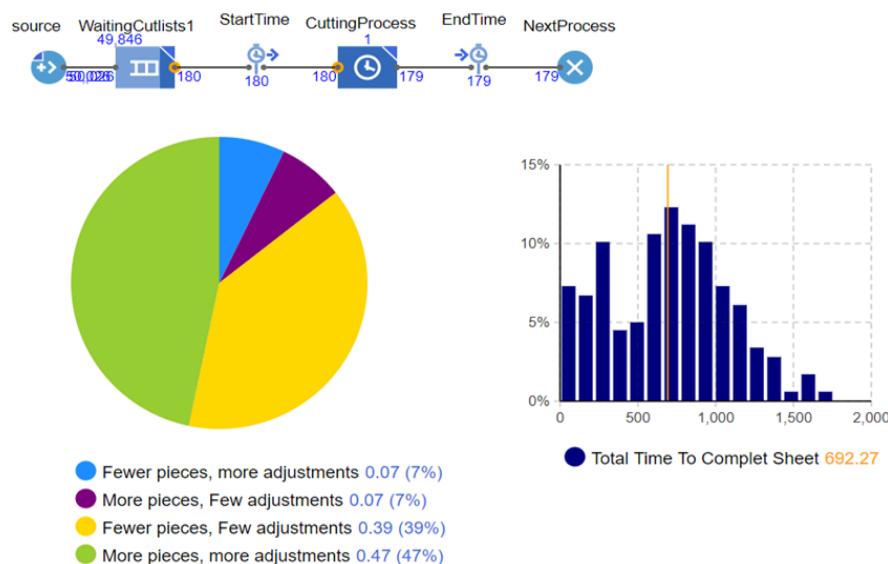 source WaitingCutlists1 StartTime CuttingProcess EndTime NextProcess
49,846 1
180 180 180 179 179 179
15%
10%
5%
0%
0 500 1,000 1,500 2,000
Total Time To Complet Sheet 692.27
Fewer pieces, more adjustments 0.07 (7%)
More pieces, Few adjustments 0.07 (7%)
Fewer pieces, Few adjustments 0.39 (39%)
More pieces, more adjustments 0.47 (47%)